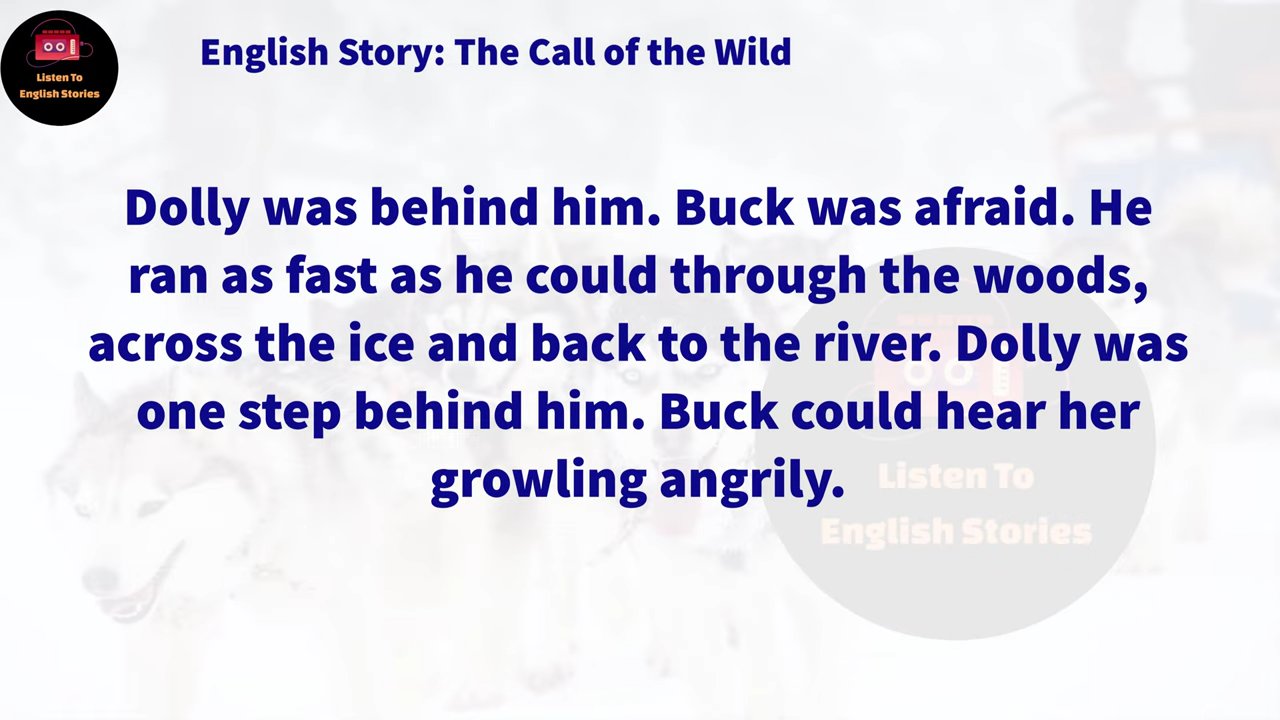 Listen To
English Stories
English Story: The Call of the Wild
Dolly was behind him. Buck was afraid. He
ran as fast as he could through the woods,
across the ice and back to the river. Dolly was
one step behind him. Buck could hear her
growling angrily.
Listen To
English Stories